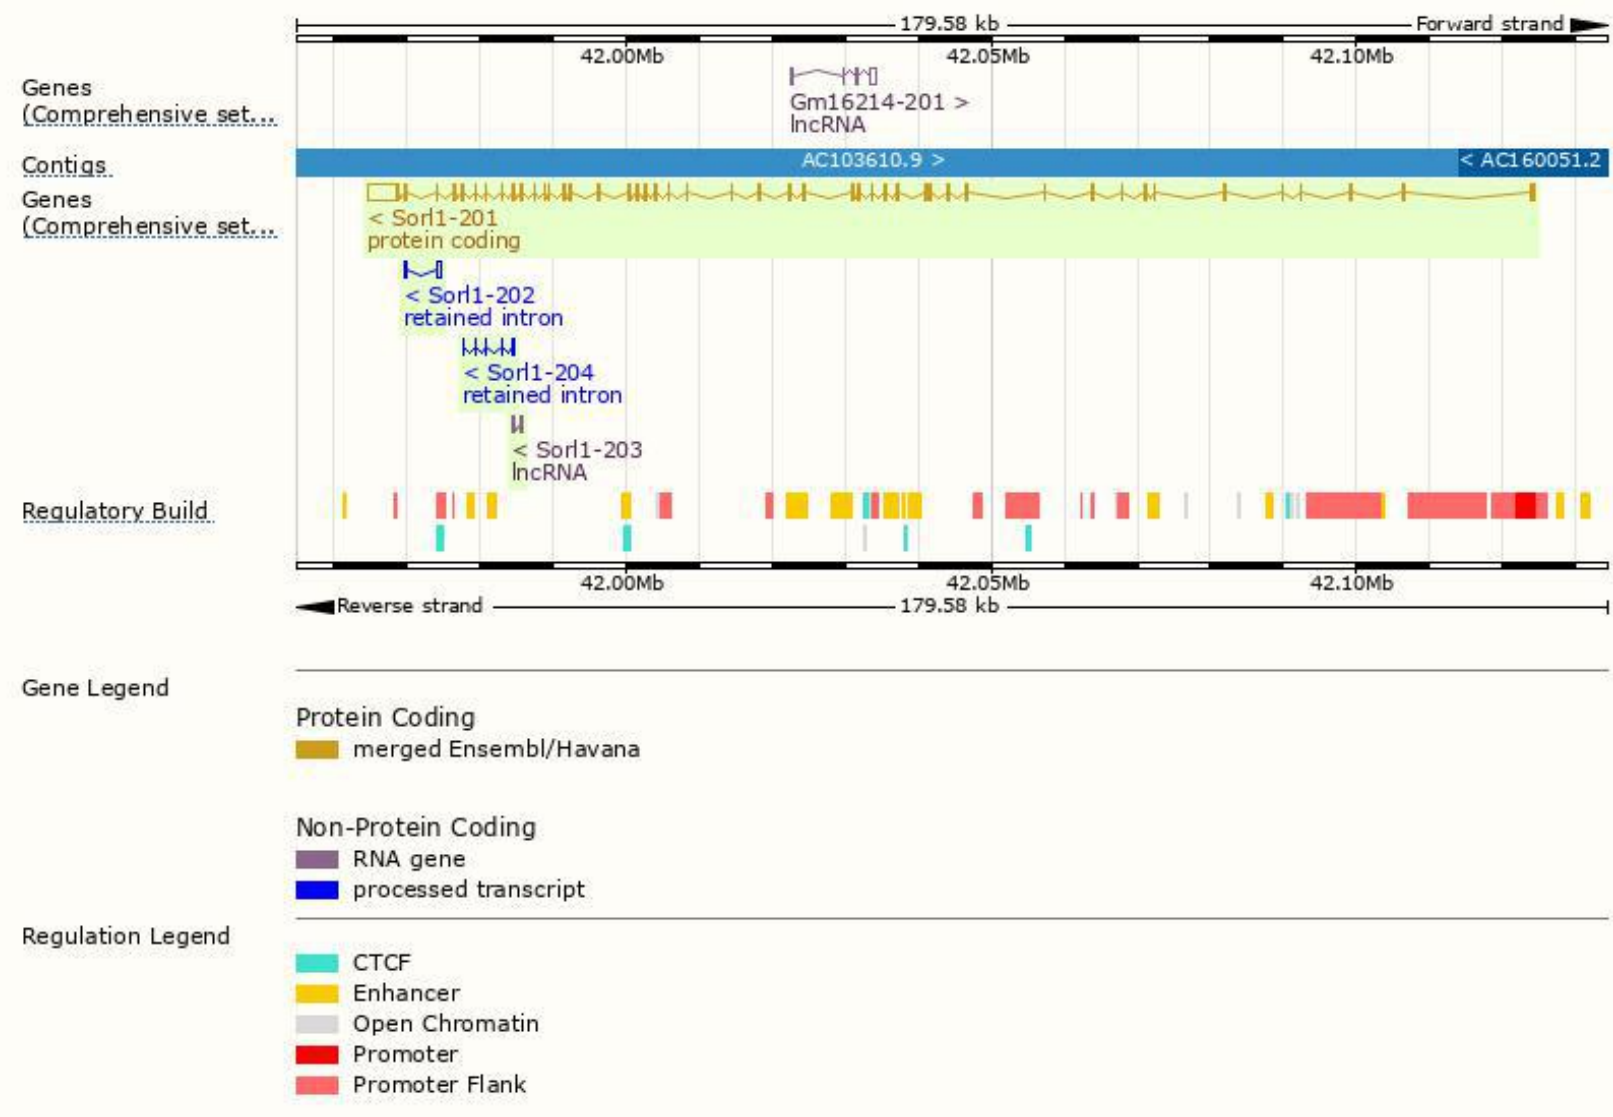 179.58 kb Forward strand
42.00Mb 42.05Mb 42.10Mb
Genes
(Comprehensive set...
Gm16214-201 >
lncRNA
Contigs AC103610.9 > < AC160051.2
Genes
(Comprehensive set...
< Sorl1-201
protein coding
< Sorl1-202
retained intron
< Sorl1-204
retained intron
< Sorl1-203
lncRNA
Regulatory Build
42.00Mb 42.05Mb 42.10Mb
Reverse strand 179.58 kb
Gene Legend
Protein Coding
merged Ensembl/Havana
Non-Protein Coding
RNA gene
processed transcript
Regulation Legend
CTCF
Enhancer
Open Chromatin
Promoter
Promoter Flank